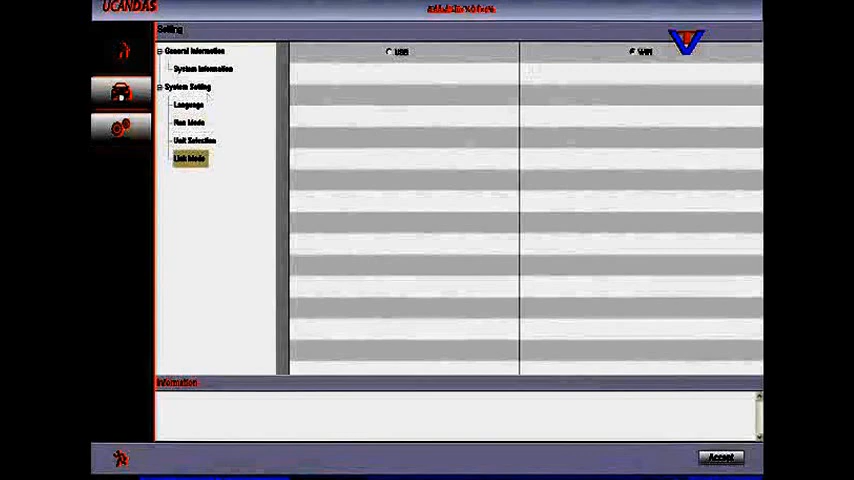 UCANDAS
Setting
General Information
System Information
System Setting
Language
Run Mode
Unit Selection
Link Mode
USB
WIFI
Information
Accept